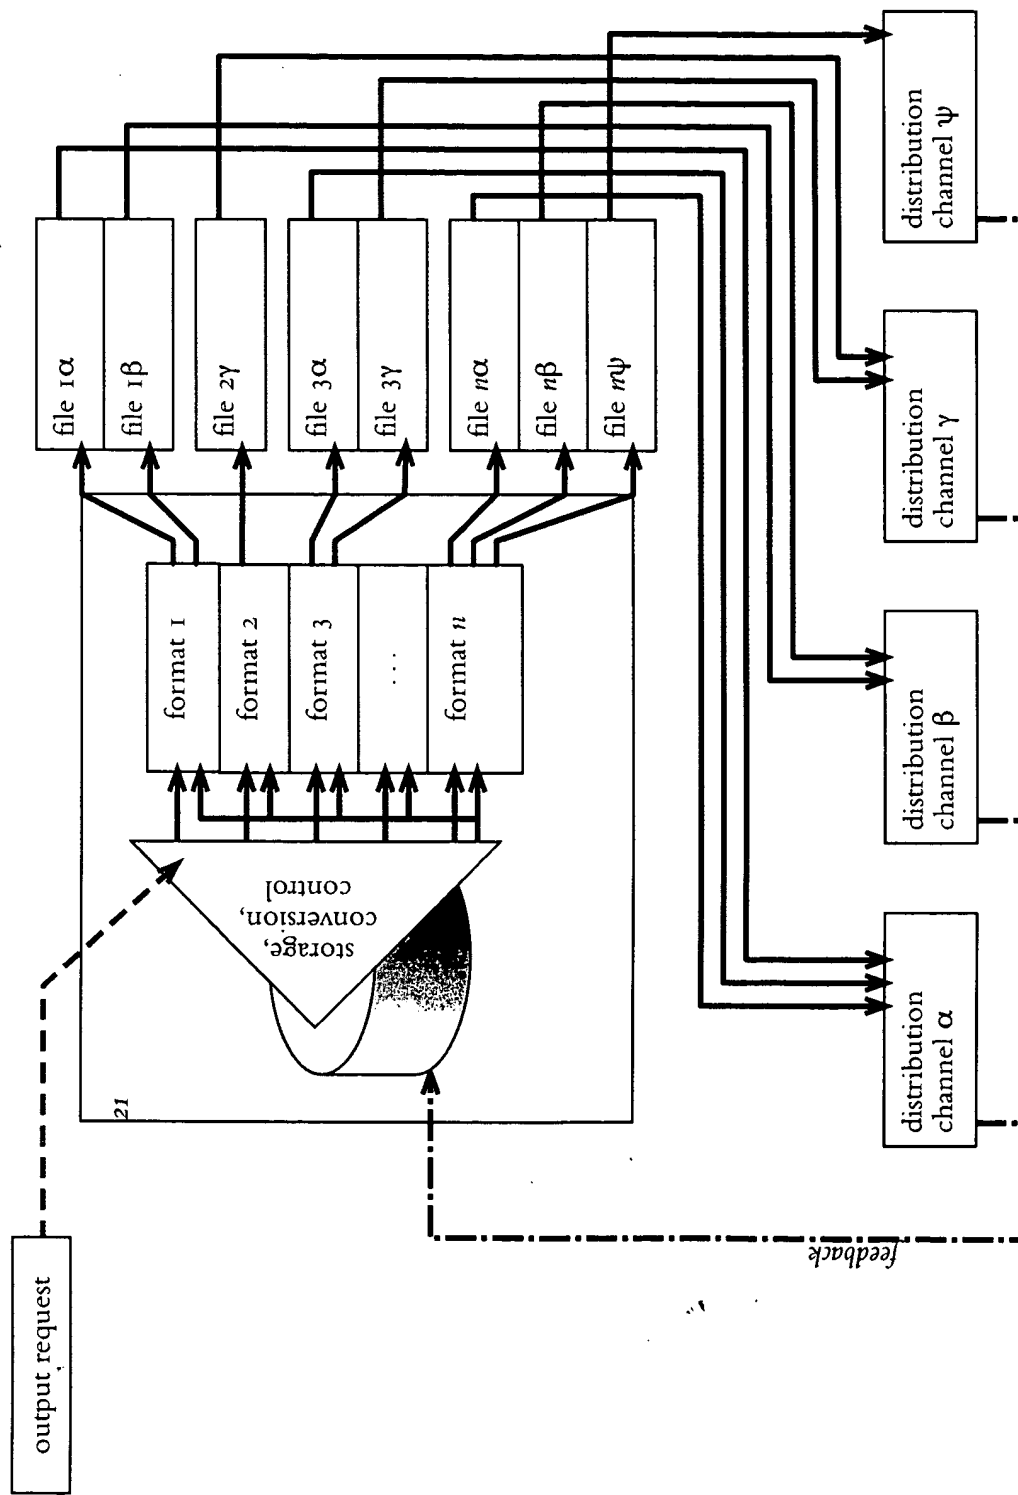 output request
21
storage,
conversion,
control
format 1
format 2
format 3
....
format n
file 1α
file 1β
file 2γ
file 3α
file 3γ
file nα
file nβ
file nψ
feedback
distribution
channel α
distribution
channel β
distribution
channel γ
distribution
channel ψ